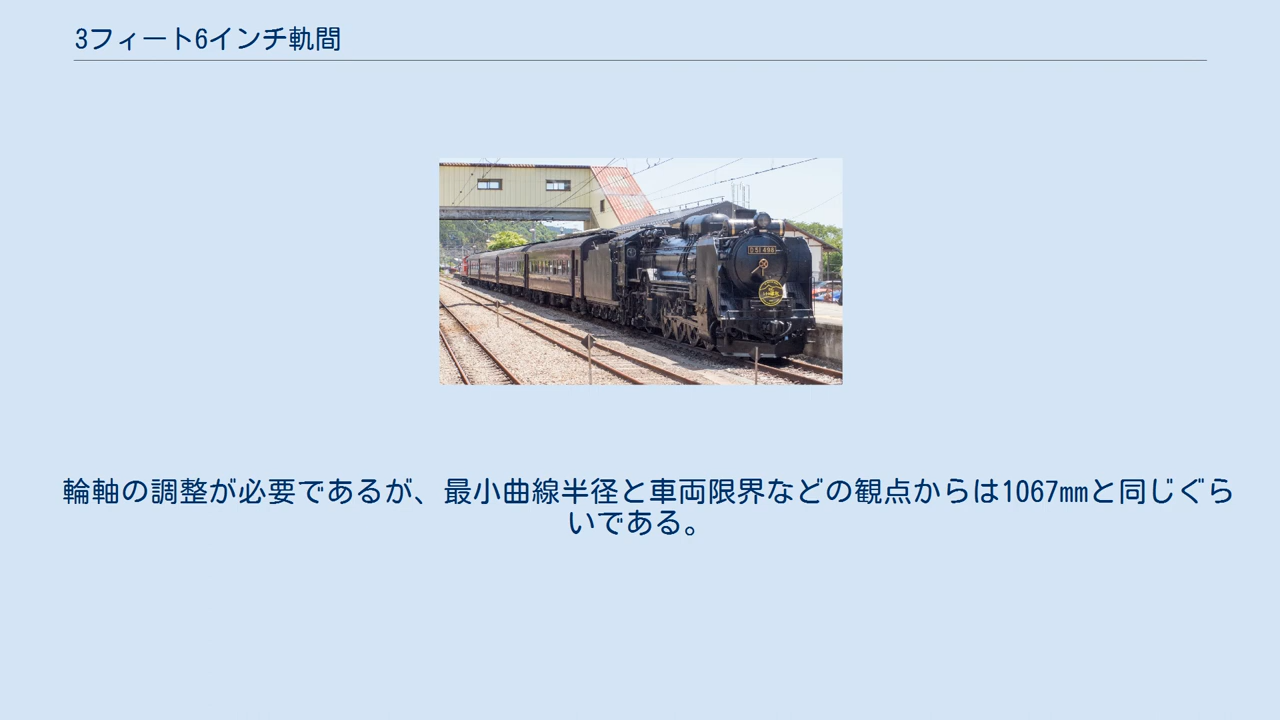 3フィート6インチ軌間
D51 498
輪軸の調整が必要であるが、最小曲線半径と車両限界などの観点からは1067㎜と同じぐら
いである。